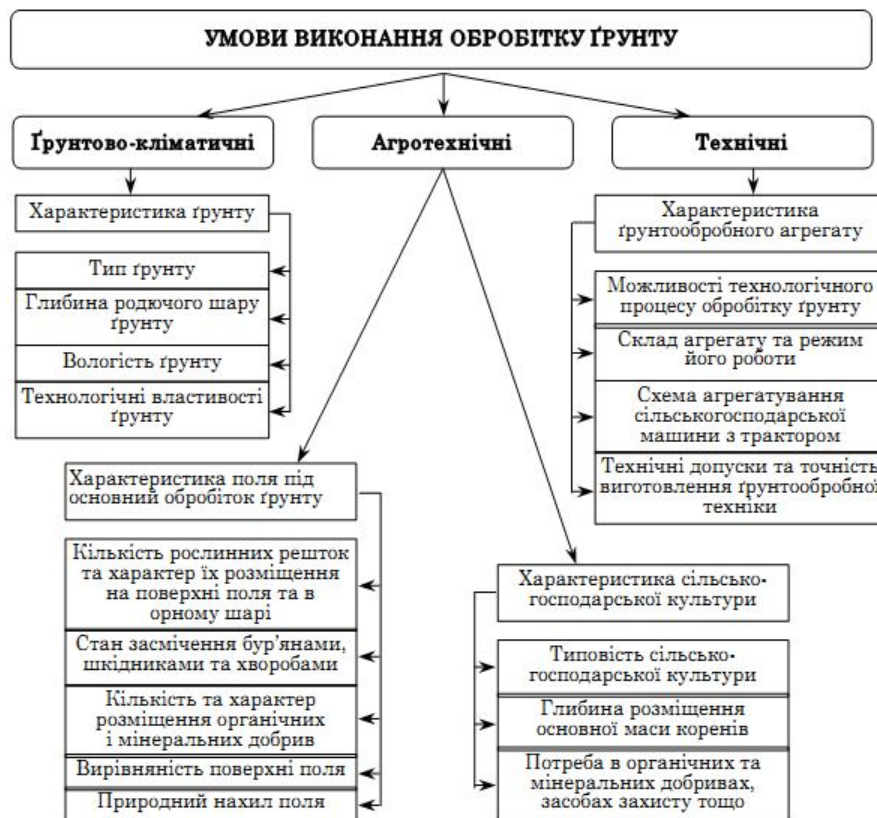 УМОВИ ВИКОНАННЯ ОБРОБІТКУ ҐРУНТУ
Ґрунтово-кліматичні
Агротехнічні
Технічні
Характеристика ґрунту
Тип ґрунту
Глибина родючого шару
ґрунту
Вологість ґрунту
Технологічні властивості
ґрунту
Характеристика
ґрунтообробного агрегату
Можливості технологічного
процесу обробітку ґрунту
Склад агрегату та режим
його роботи
Схема агрегатування
сільськогосподарської
машини з трактором
Технічні допуски та точність
виготовлення ґрунтообробної
техніки
Характеристика поля під
основний обробіток ґрунту
Кількість рослинних решток
та характер їх розміщення
на поверхні поля та в
орному шарі
Стан засмічення бур’янами,
шкідниками та хворобами
Кількість та характер
розміщення органічних
і мінеральних добрив
Вирівняність поверхні поля
Природний нахил поля
Характеристика сільсько-
господарської культури
Типовість сільсько-
господарської культури
Глибина розміщення
основної маси коренів
Потреба в органічних та
мінеральних добривах,
засобах захисту тощо